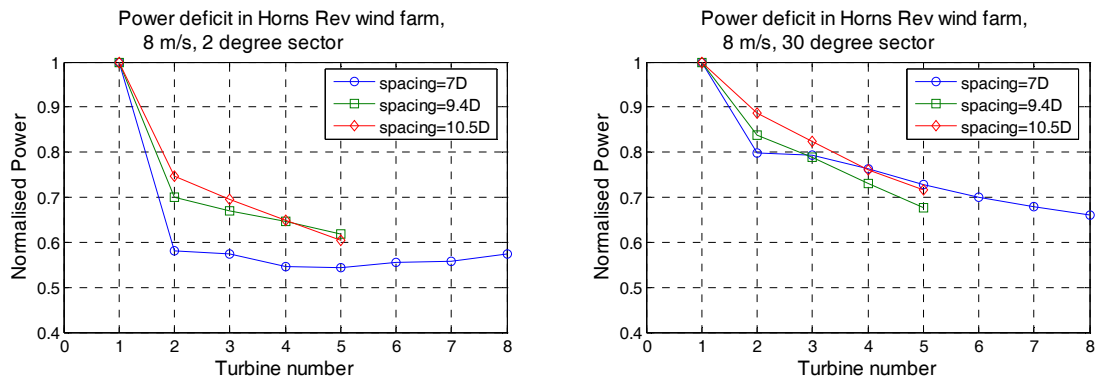 Power deficit in Horns Rev wind farm,
8 m/s, 2 degree sector
1
0.9
0.8
0.7
0.6
0.5
0.4
Normalised Power
spacing=7D
spacing=9.4D
spacing=10.5D
0 1 2 3 4 5 6 7 8
Turbine number
Power deficit in Horns Rev wind farm,
8 m/s, 30 degree sector
1
0.9
0.8
0.7
0.6
0.5
0.4
Normalised Power
spacing=7D
spacing=9.4D
spacing=10.5D
0 1 2 3 4 5 6 7 8
Turbine number